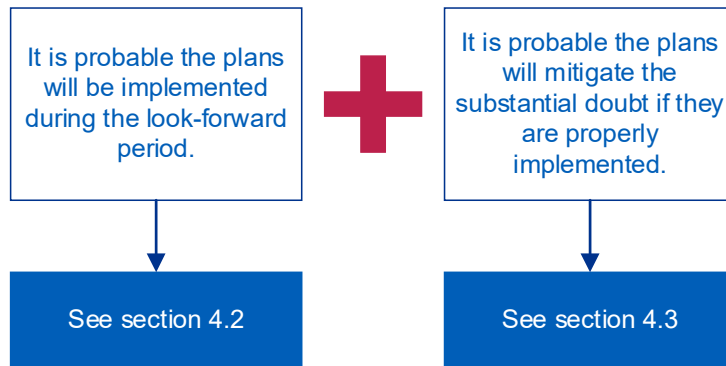 It is probable the plans
will be implemented
during the look-forward
period.
It is probable the plans
will mitigate the
substantial doubt if they
are properly
implemented.
See section 4.2
See section 4.3